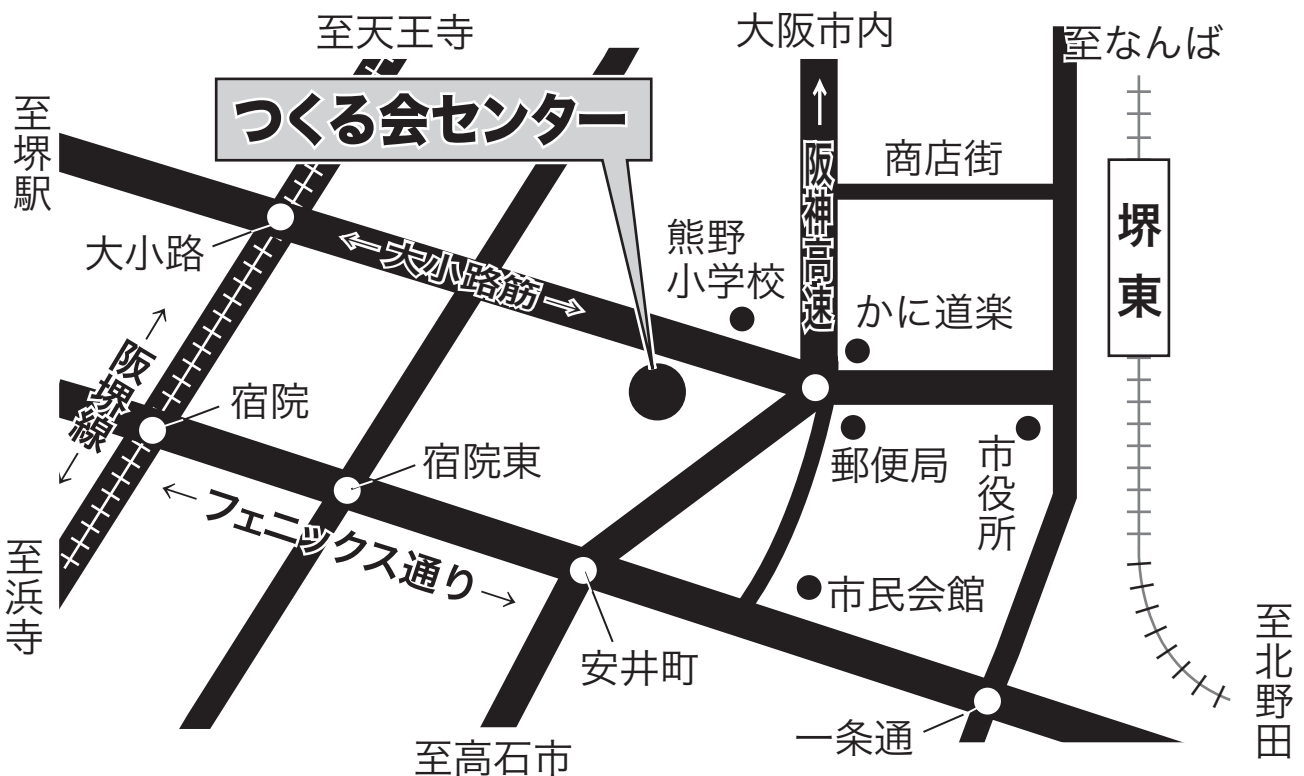 至天王寺
大阪市内
至なんば
至堺駅
つくる会センター
阪神高速
商店街
堺東
大小路
←大小路筋→
熊野
小学校
かに道楽
阪堺線
宿院
宿院東
郵便局
市役所
←フェニックス通り→
市民会館
至浜寺
安井町
至北野田
一条通
至高石市